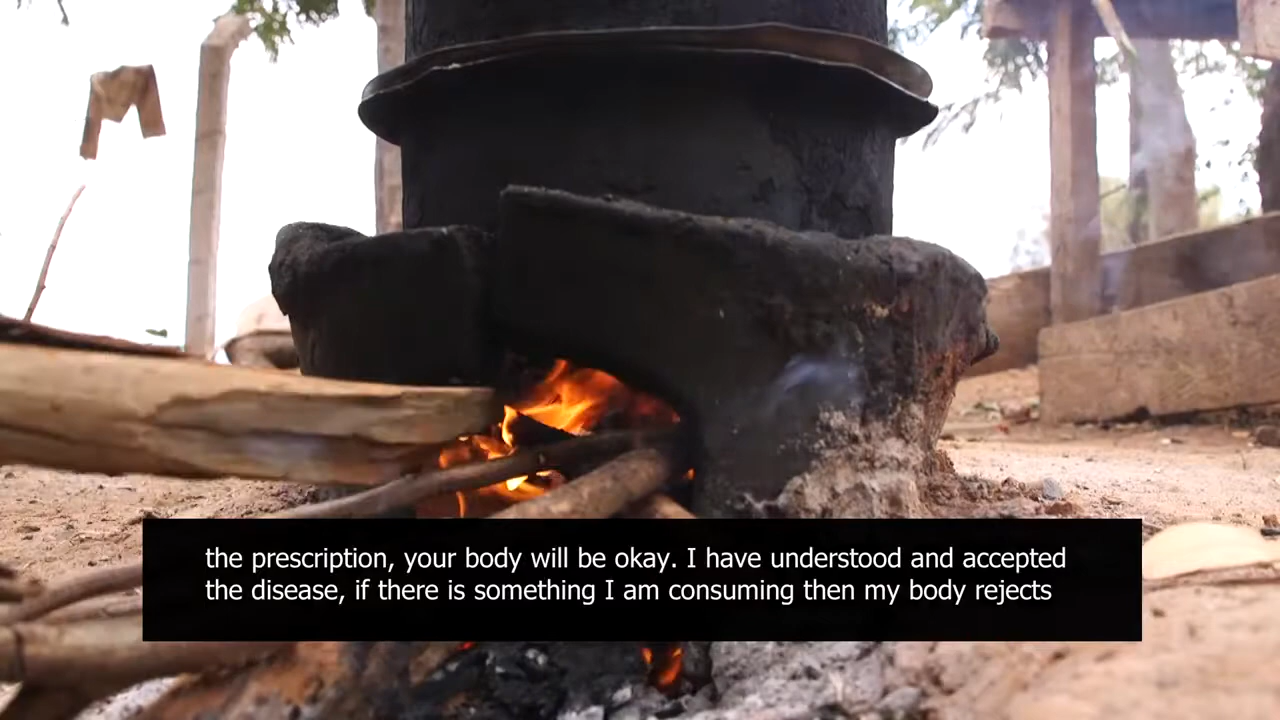 the prescription, your body will be okay. I have understood and accepted
the disease, if there is something I am consuming then my body rejects